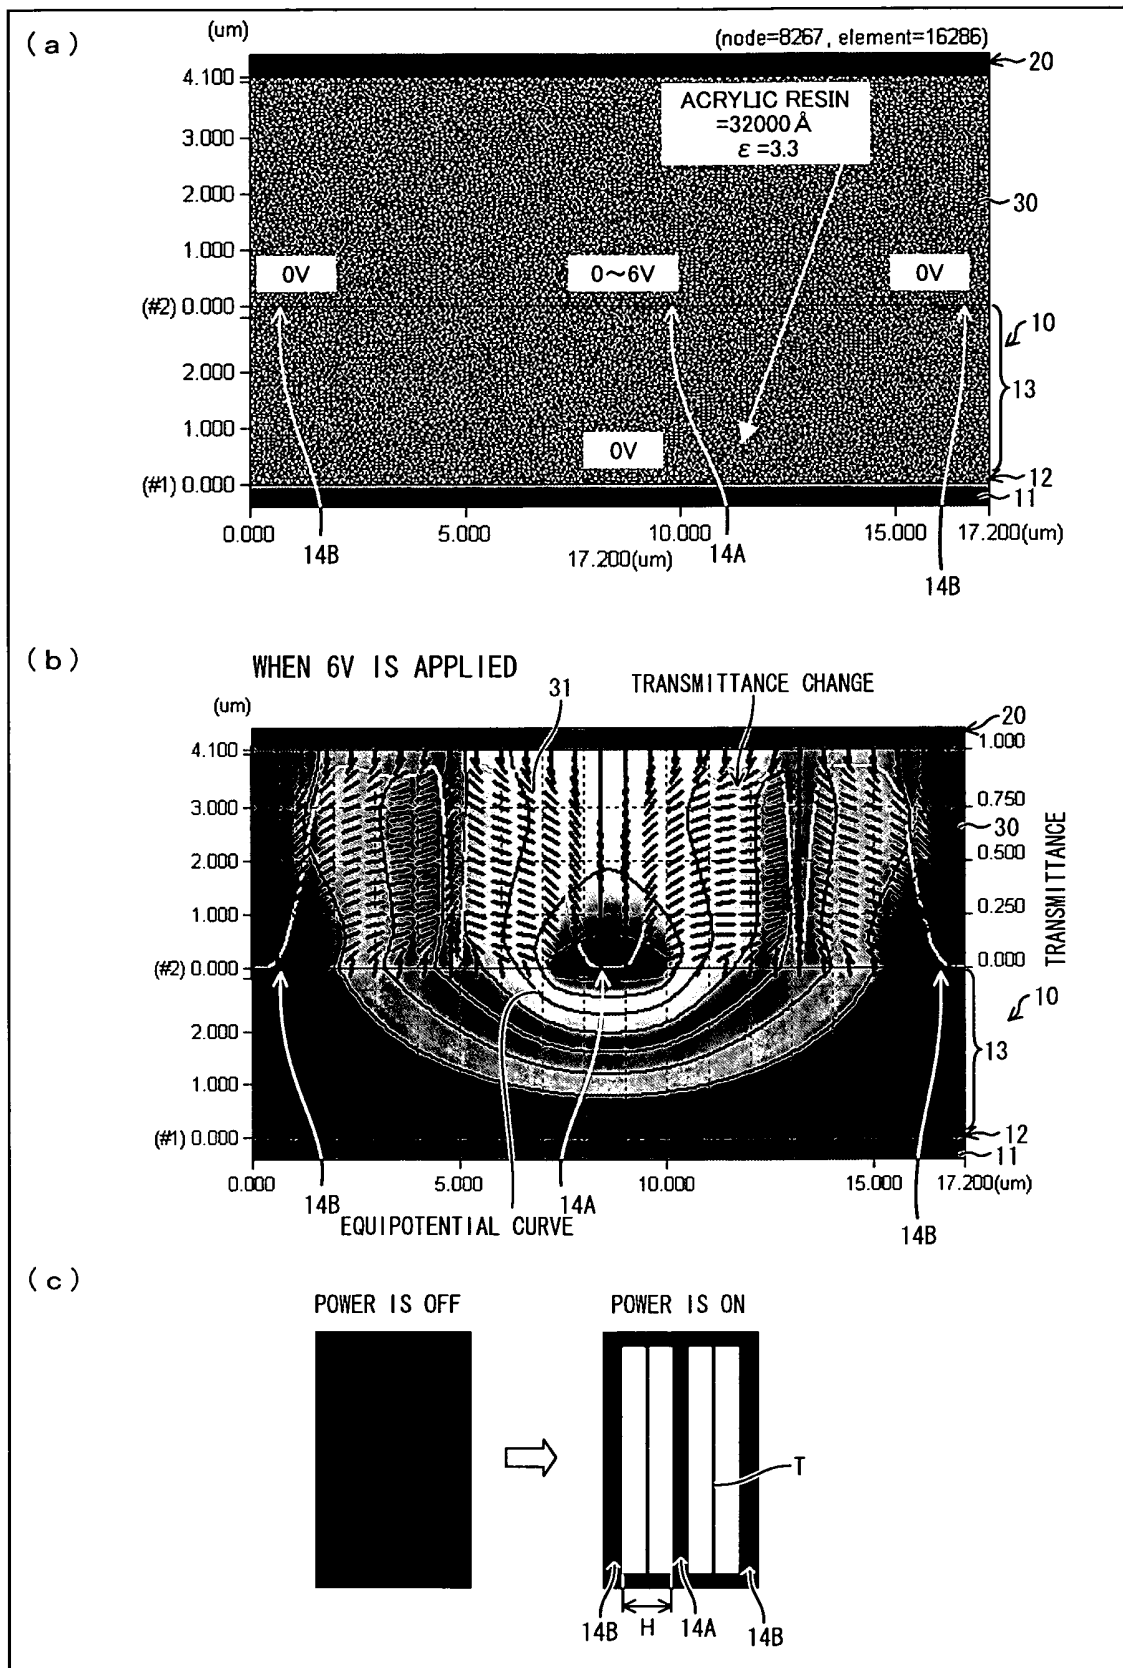 (a)
(um)
(node=8267, element=16286)
20
4.100
ACRYLIC RESIN
=32000Å
ε=3.3
3.000
2.000
30
1.000
0V
0~6V
0V
(#2) 0.000
10
2.000
13
1.000
0V
(#1) 0.000
12
11
0.000
5.000
10.000
15.000
17.200
14B
17.200(um)
14A
14B
(b)
WHEN 6V IS APPLIED
31
TRANSMITTANCE CHANGE
(um)
20
4.100
1.000
3.000
0.750
30
2.000
0.500
1.000
0.250
(#2) 0.000
0.000
TRANSMITTANCE
10
2.000
13
1.000
(#1) 0.000
12
11
0.000
5.000
10.000
15.000
17.200(um)
14B
14A
14B
EQUIPOTENTIAL CURVE
(c)
POWER IS OFF
POWER IS ON
T
14B
H
14A
14B